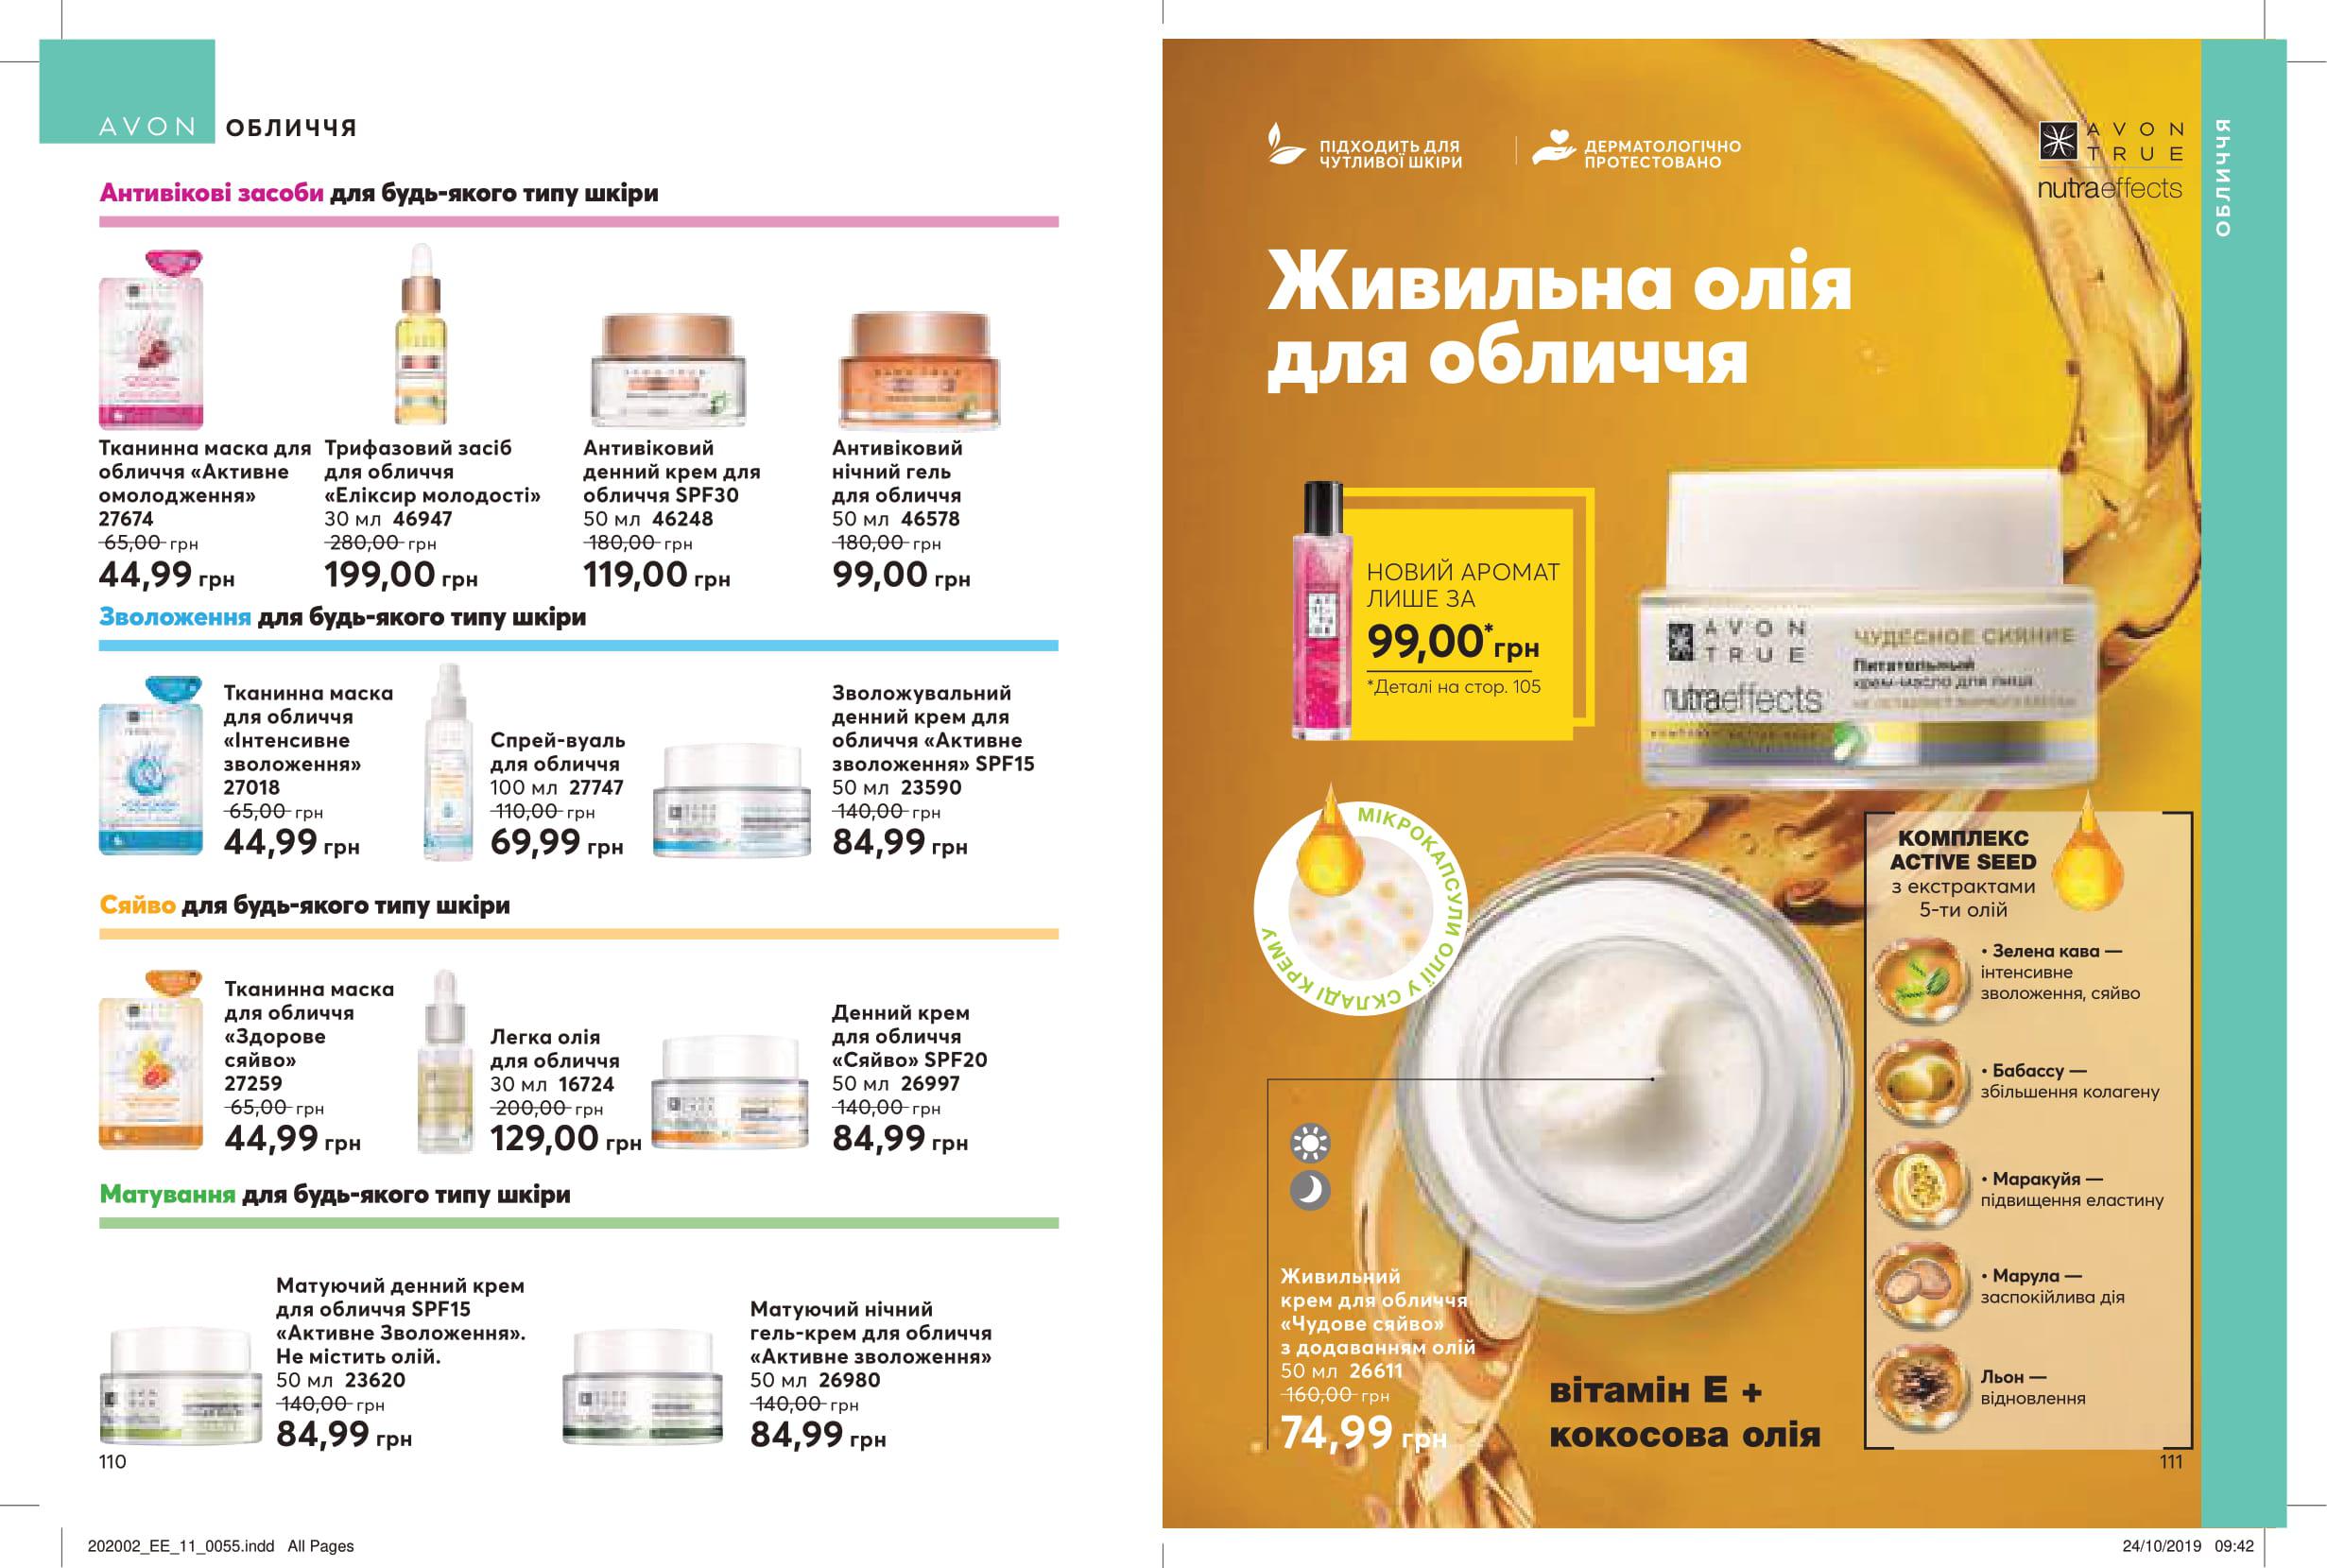 AVON ОБЛИЧЧЯ
Антивікові засоби для будь-якого типу шкіри
Тканинна маска для
обличчя «Активне
омолодження»
27674
65,00 грн
44,99 грн
Трифазовий засіб
для обличчя
«Еліксир молодості»
30 мл 46947
280,00 грн
199,00 грн
Антивіковий
денний крем для
обличчя SPF30
50 мл 46248
180,00 грн
119,00 грн
Антивіковий
нічний гель
для обличчя
50 мл 46578
180,00 грн
99,00 грн
Зволоження для будь-якого типу шкіри
Тканинна маска
для обличчя
«Інтенсивне
зволоження»
27018
65,00 грн
44,99 грн
Спрей-вуаль
для обличчя
100 мл 27747
110,00 грн
69,99 грн
Зволожувальний
денний крем для
обличчя «Активне
зволоження» SPF15
50 мл 23590
140,00 грн
84,99 грн
Сяйво для будь-якого типу шкіри
Тканинна маска
для обличчя
«Здорове
сяйво»
27259
65,00 грн
44,99 грн
Легка олія
для обличчя
30 мл 16724
200,00 грн
129,00 грн
Денний крем
для обличчя
«Сяйво» SPF20
50 мл 26997
140,00 грн
84,99 грн
Матування для будь-якого типу шкіри
Матуючий денний крем
для обличчя SPF15
«Активне Зволоження».
Не містить олій.
50 мл 23620
140,00 грн
84,99 грн
Матуючий нічний
гель-крем для обличчя
«Активне зволоження»
50 мл 26980
140,00 грн
84,99 грн
110
ПІДХОДИТЬ ДЛЯ
ЧУТЛИВОЇ ШКІРИ
ДЕРМАТОЛОГІЧНО
ПРОТЕСТОВАНО
AVON
TRUE
nutraeffects
ОБЛИЧЧЯ
Живильна олія
для обличчя
НОВИЙ АРОМАТ
ЛИШЕ ЗА
99,00* грн
*Деталі на стор. 105
AVON
TRUE
nutraeffects
ЧУДЕСНОЕ СИЯНИЕ
Питательный
крем-масло для лица
МІКРОКАПСУЛИ ОЛІЇ У СКЛАДІ КРЕМУ
КОМПЛЕКС
ACTIVE SEED
з екстрактами
5-ти олій
• Зелена кава —
інтенсивне
зволоження, сяйво
• Бабассу —
збільшення колагену
• Маракуйя —
підвищення еластину
• Марула —
заспокійлива дія
Льон —
відновлення
Живильний
крем для обличчя
«Чудове сяйво»
з додаванням олій
50 мл 26611
160,00 грн
74,99 грн
вітамін Е +
кокосова олія
111
202002_EE_11_0055.indd All Pages
24/10/2019 09:42